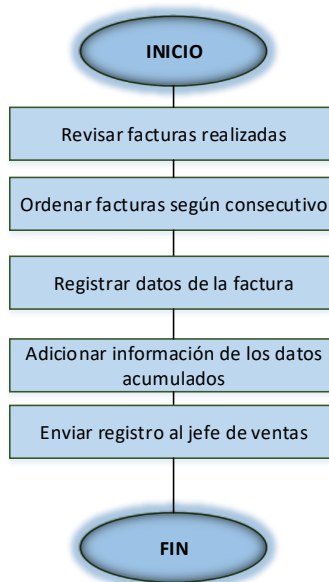 INICIO
Revisar facturas realizadas
Ordenar facturas según consecutivo
Registrar datos de la factura
Adicionar información de los datos
acumulados
Enviar registro al jefe de ventas
FIN